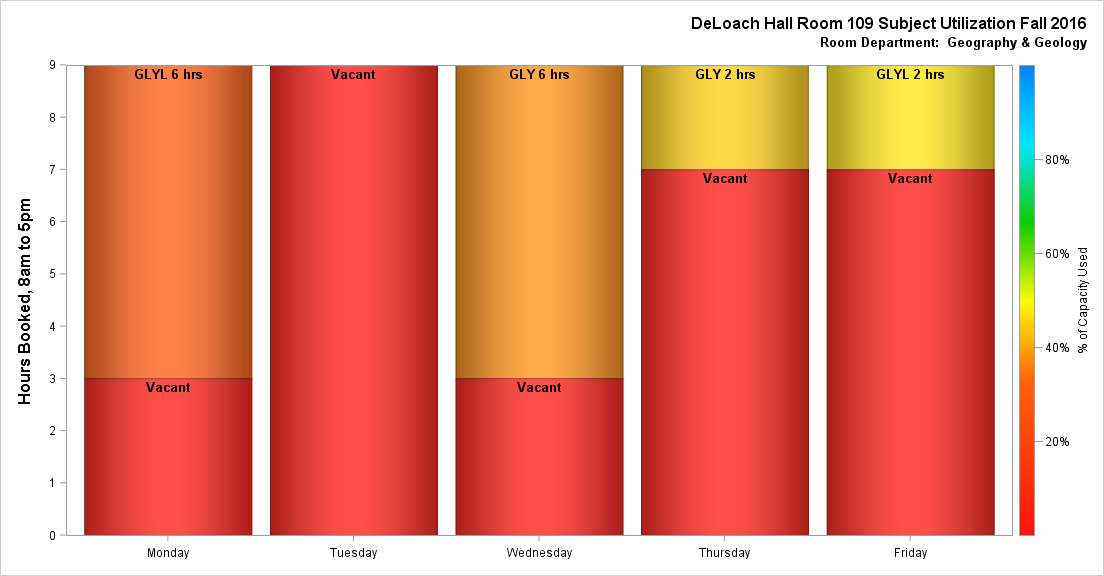 DeLoach Hall Room 109 Subject Utilization Fall 2016
Room Department:  Geography & Geology
Hours Booked, 8am to 5pm
9
8
7
6
5
4
3
2
1
0
GLYL 6 hrs
Vacant
Vacant
GLY 6 hrs
Vacant
GLY 2 hrs
Vacant
GLYL 2 hrs
Vacant
Monday
Tuesday
Wednesday
Thursday
Friday
80%
60%
40%
20%
% of Capacity Used